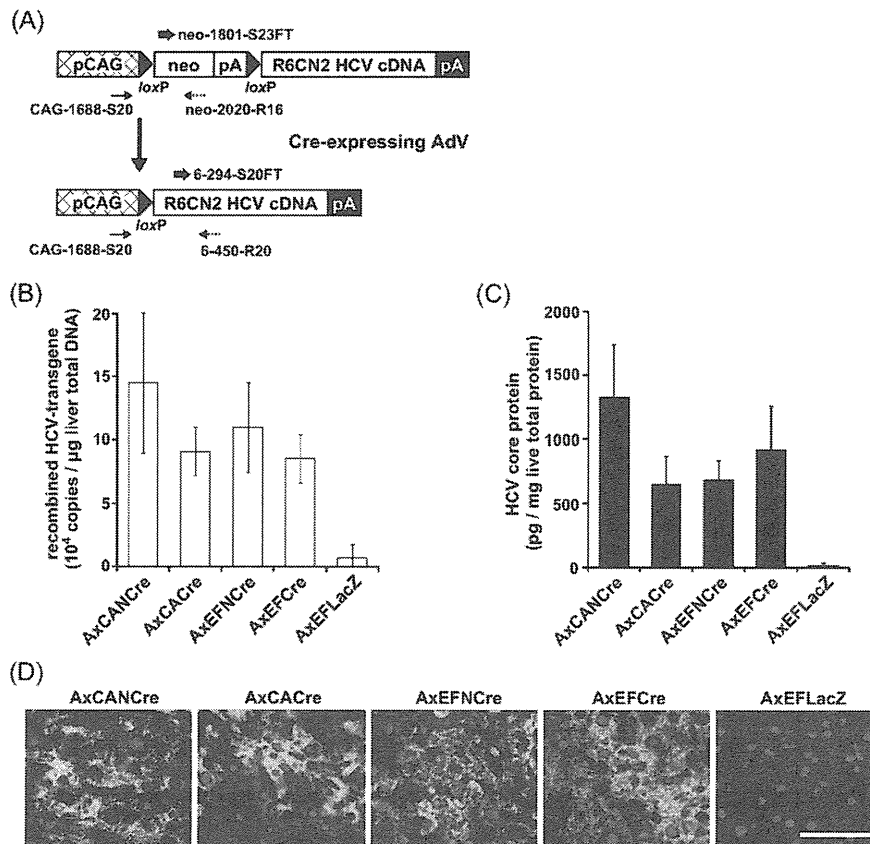 (A)
neo-1801-S23FT
pCAG neo pA R6CN2 HCV cDNA pA
loxP loxP
CAG-1688-S20 neo-2020-R16
Cre-expressing AdV
6-294-S20FT
pCAG R6CN2 HCV cDNA pA
loxP
CAG-1688-S20 6-450-R20
(B)
recombined HCV-transgene
(10⁴ copies / µg liver total DNA)
20
15
10
5
0
AxCANCre
AxCACre
AxEFNCre
AxEFCre
AxEFLacZ
(C)
HCV core protein
(pg / mg live total protein)
2000
1500
1000
500
0
AxCANCre
AxCACre
AxEFNCre
AxEFCre
AxEFLacZ
(D)
AxCANCre AxCACre AxEFNCre AxEFCre AxEFLacZ